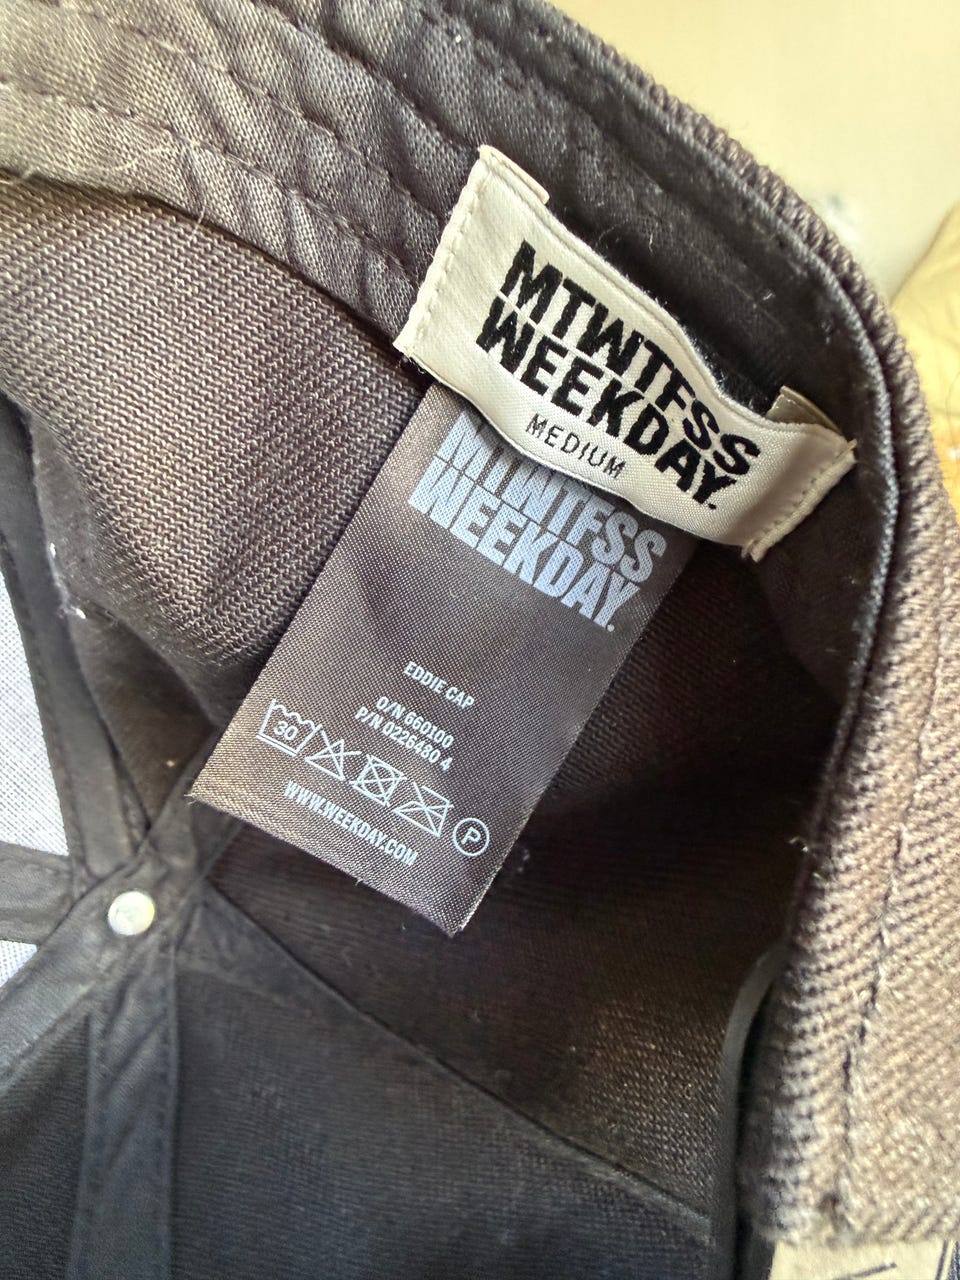 MTWTFSS
WEEKDAY.
MEDIUM
MTWTFSS
WEEKDAY.
EDDIE CAP
O/N 660100
P/N 0226480 4
30
P
WWW.WEEKDAY.COM